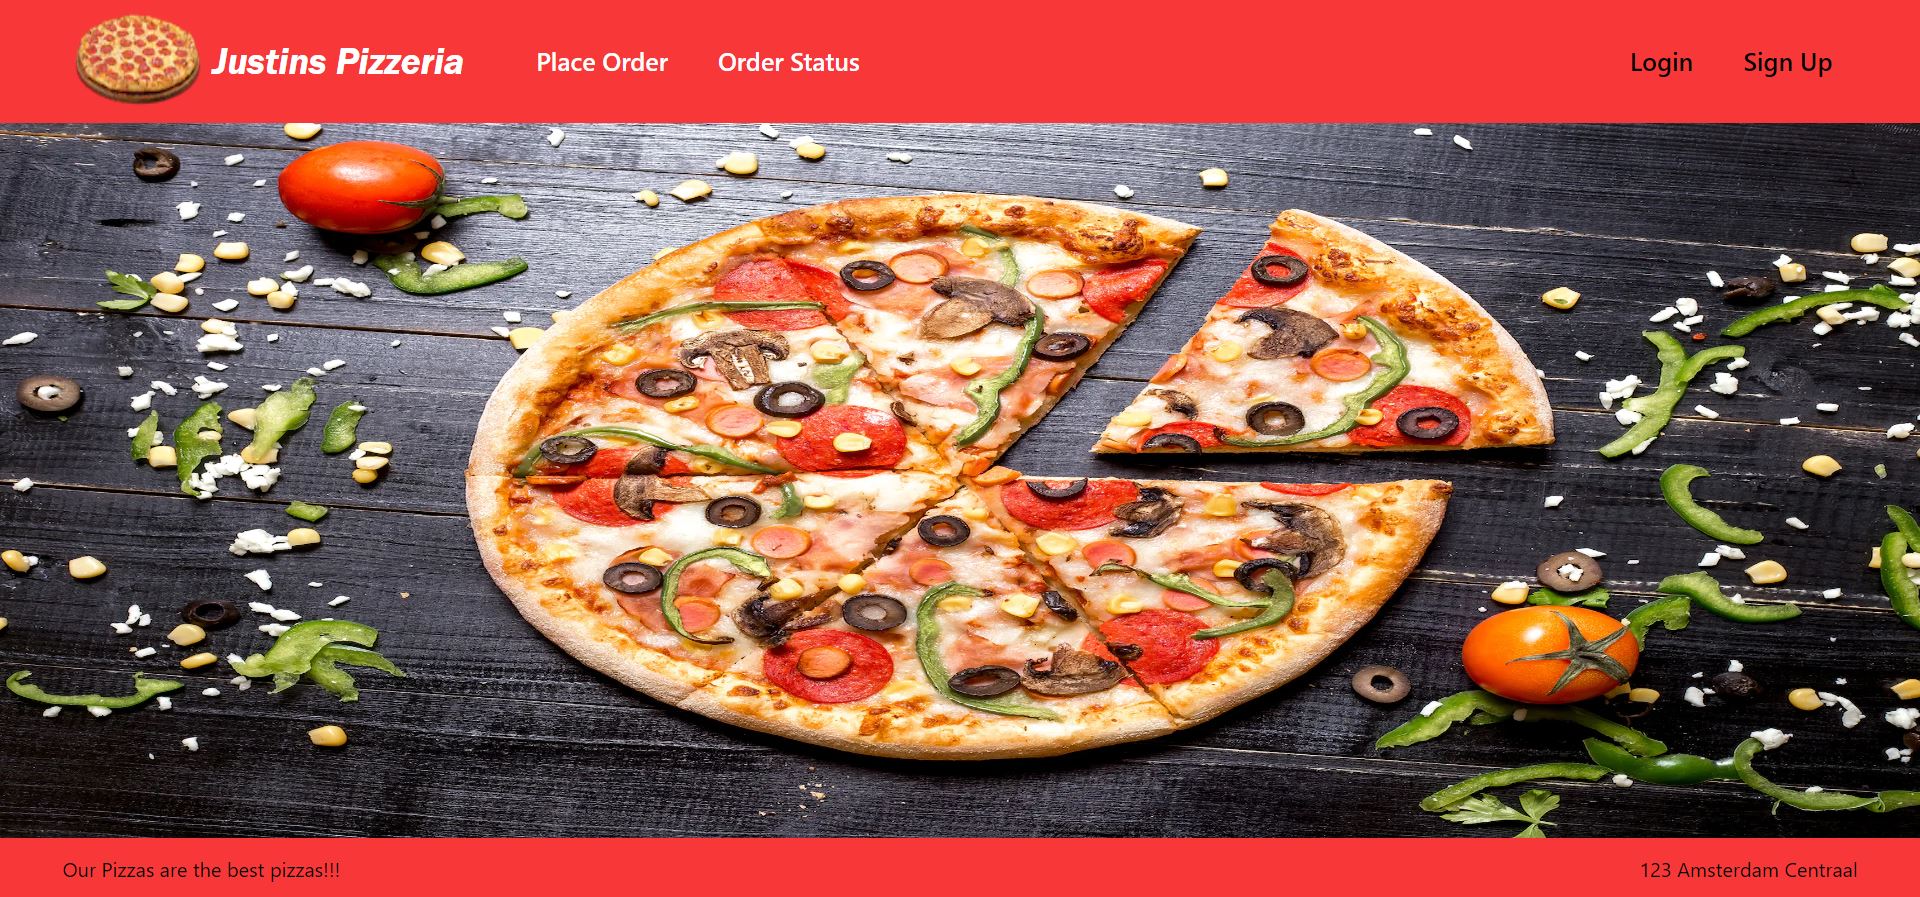 Justins Pizzeria
Place Order
Order Status
Login
Sign Up
Our Pizzas are the best pizzas!!!
123 Amsterdam Centraal